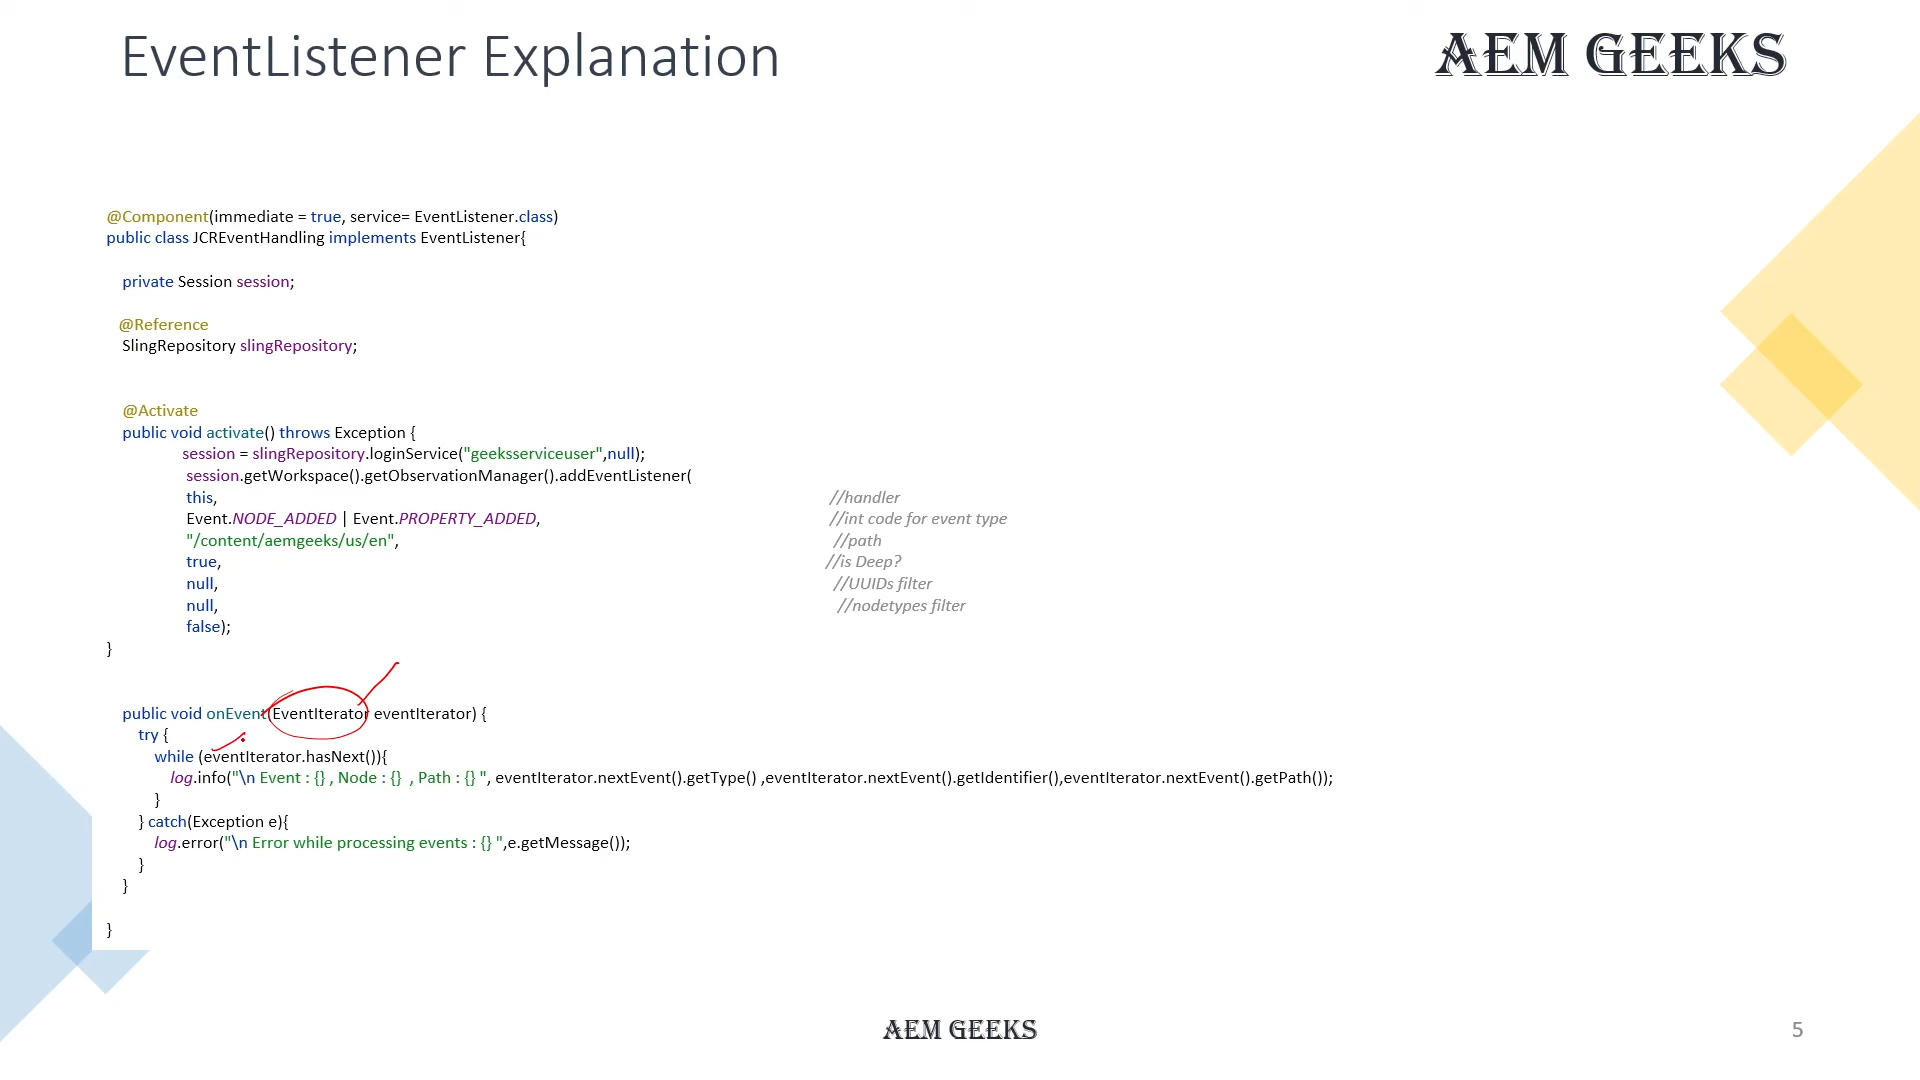 EventListener Explanation
AEM GEEKS
@Component(immediate = true, service= EventListener.class)
public class JCREventHandling implements EventListener{
private Session session;
@Reference
SlingRepository slingRepository;
@Activate
public void activate() throws Exception {
session = slingRepository.loginService("geeksserviceuser",null);
session.getWorkspace().getObservationManager().addEventListener(
this, //handler
Event.NODE_ADDED | Event.PROPERTY_ADDED, //int code for event type
"/content/aemgeeks/us/en", //path
true, //is Deep?
null, //UUIDs filter
null, //nodetypes filter
false);
}
public void onEvent(EventIterator eventIterator) {
try {
while (eventIterator.hasNext()){
log.info("\n Event : {} , Node : {} , Path : {} ", eventIterator.nextEvent().getType() ,eventIterator.nextEvent().getIdentifier(),eventIterator.nextEvent().getPath());
}
} catch(Exception e){
log.error("\n Error while processing events : {} ",e.getMessage());
}
}
}
AEM GEEKS
5